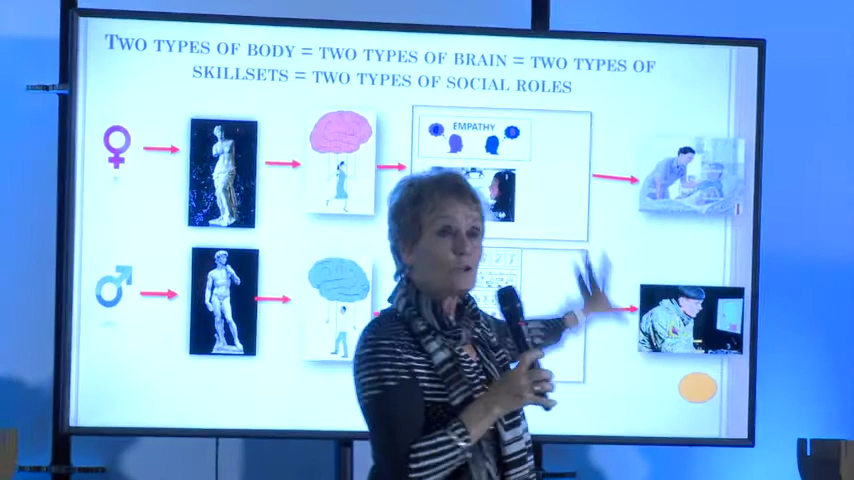 TWO TYPES OF BODY = TWO TYPES OF BRAIN = TWO TYPES OF
SKILLSETS = TWO TYPES OF SOCIAL ROLES
EMPATHY